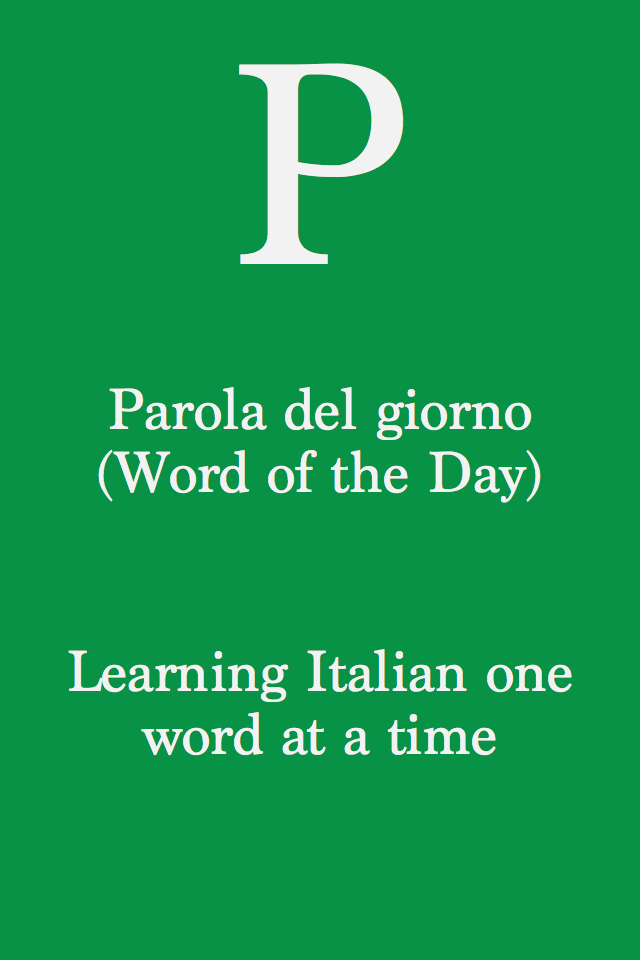 P
Parola del giorno
(Word of the Day)
Learning Italian one
word at a time